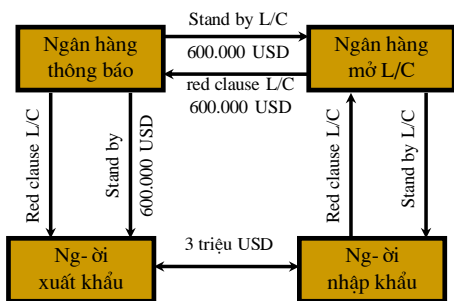 Stand by L/C
Ngân hàng
thông báo
600.000 USD
Ngân hàng
mở L/C
red clause L/C
600.000 USD
Red clause L/C
Stand by
600.000 USD
Red clause L/C
Stand by L/C
3 triệu USD
Ng- ời
xuất khẩu
Ng- ời
nhập khẩu